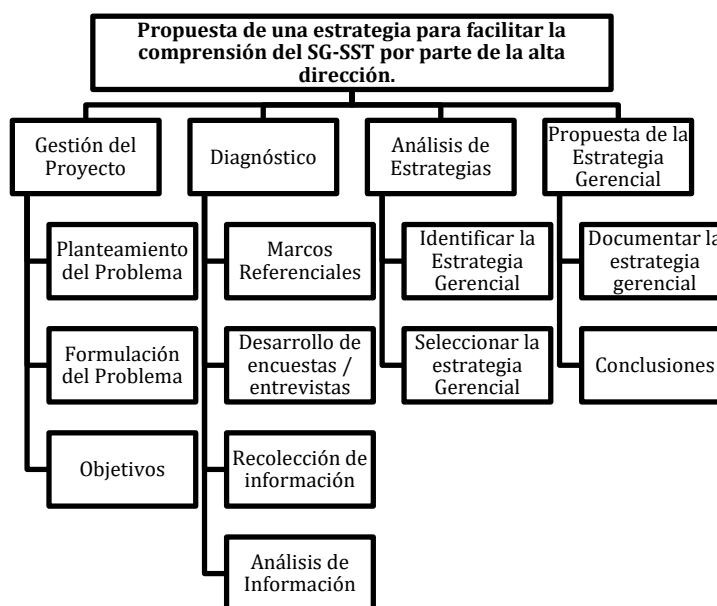 Propuesta de una estrategia para facilitar la
comprensión del SG-SST por parte de la alta
dirección.
Gestión del
Proyecto
Planteamiento
del Problema
Formulación
del Problema
Objetivos
Diagnóstico
Marcos
Referenciales
Desarrollo de
encuestas /
entrevistas
Recolección de
información
Análisis de
Información
Análisis de
Estrategias
Identificar la
Estrategia
Gerencial
Seleccionar la
estrategia
Gerencial
Propuesta de la
Estrategia
Gerencial
Documentar la
estrategia
gerencial
Conclusiones